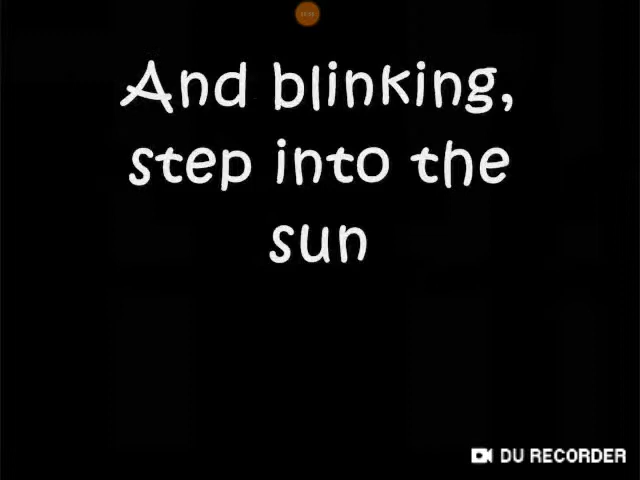 And blinking,
step into the
sun
DU RECORDER